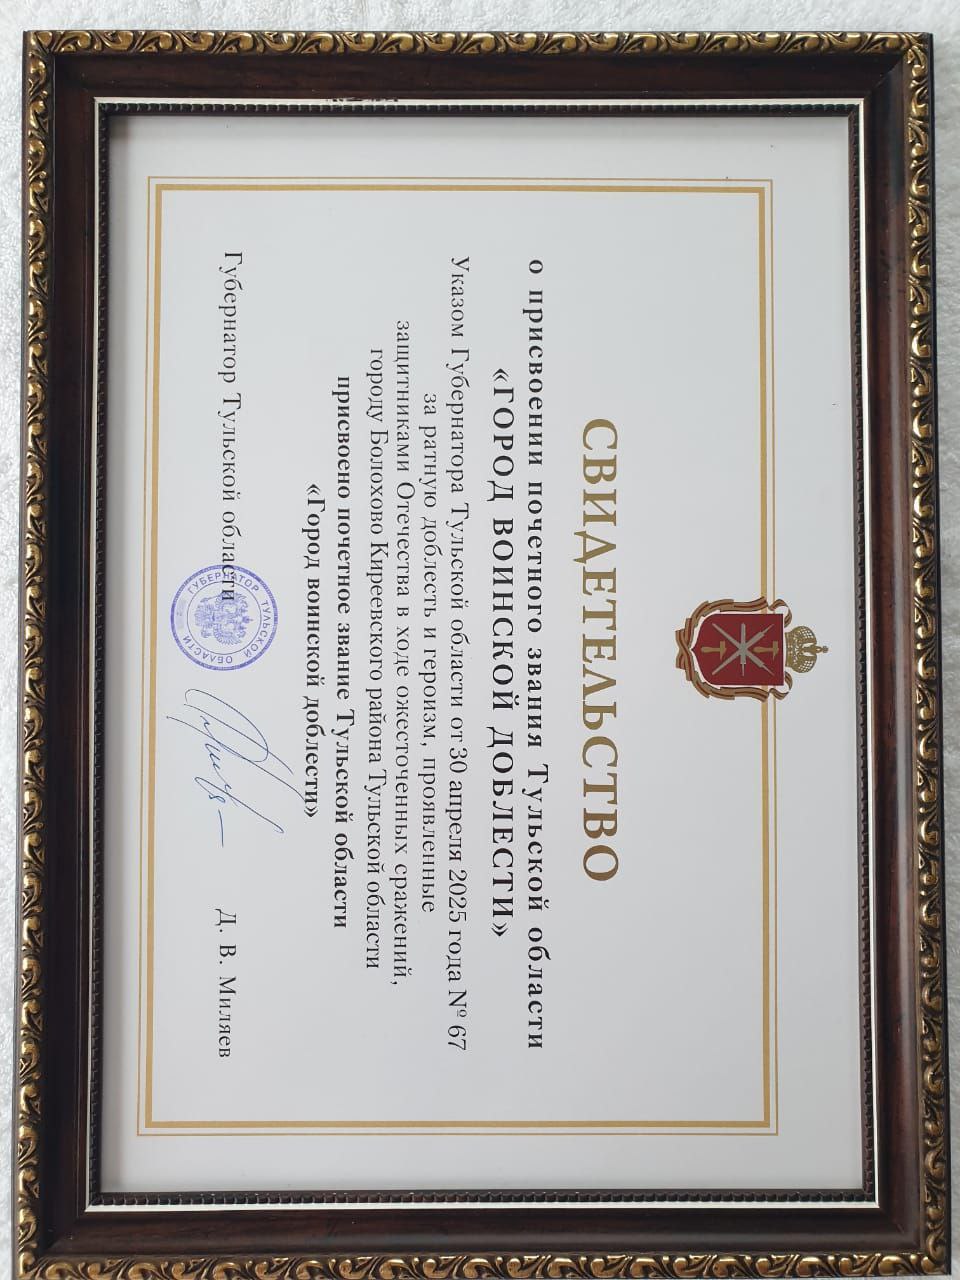 СВИДЕТЕЛЬСТВО
о присвоении почетного звания Тульской области
«ГОРОД ВОИНСКОЙ ДОБЛЕСТИ»
Указом Губернатора Тульской области от 30 апреля 2025 года № 67
за ратную доблесть и героизм, проявленные
защитниками Отечества в ходе ожесточенных сражений,
городу Болохово Киреевского района Тульской области
присвоено почетное звание Тульской области
«Город воинской доблести»
Губернатор Тульской области
ГУБЕРНАТОР ТУЛЬСКОЙ ОБЛАСТИ
Д. В. Миляев